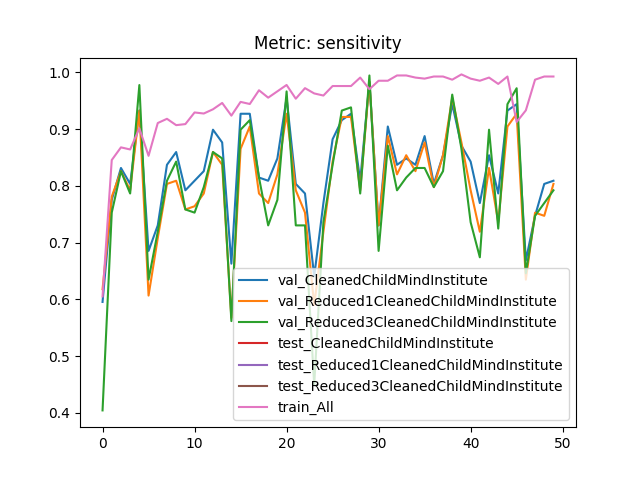 Metric: sensitivity
1.0
0.9
0.8
0.7
0.6
0.5
0.4
val_CleanedChildMindInstitute
val_Reduced1CleanedChildMindInstitute
val_Reduced3CleanedChildMindInstitute
test_CleanedChildMindInstitute
test_Reduced1CleanedChildMindInstitute
test_Reduced3CleanedChildMindInstitute
train_All
0 10 20 30 40 50